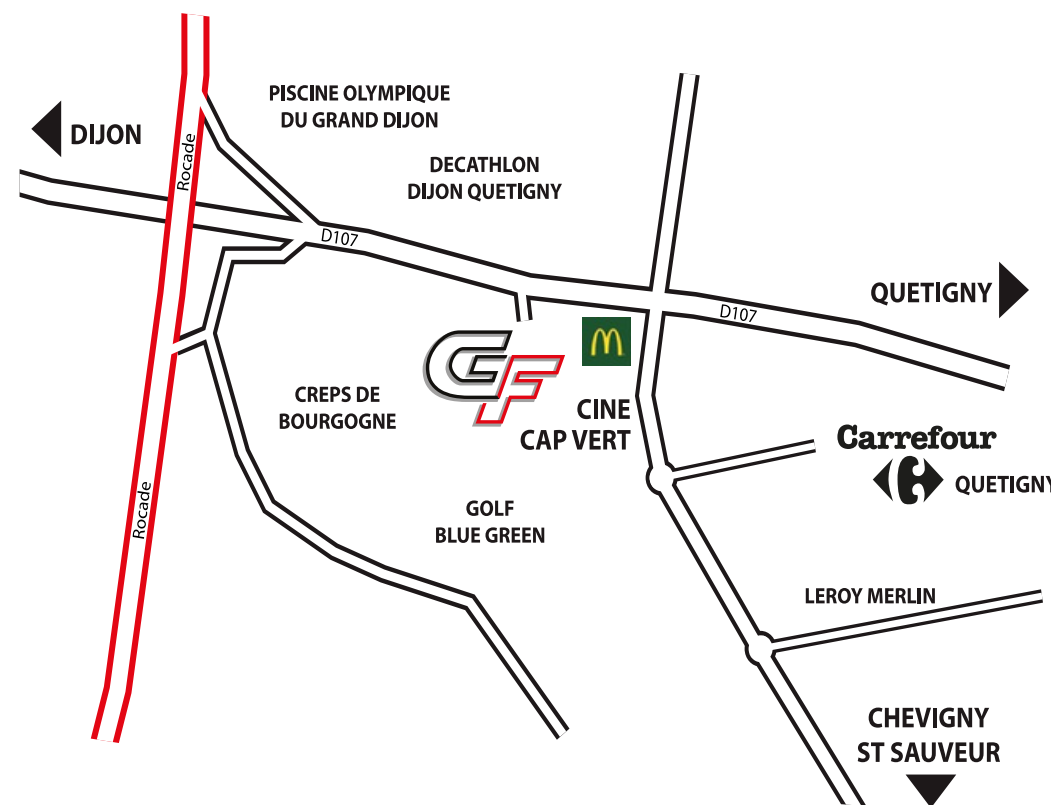 PISCINE OLYMPIQUE
DU GRAND DIJON
DIJON
Rocade
DECATHLON
DIJON QUETIGNY
D107
QUETIGNY
D107
GF
M
CREPS DE
BOURGOGNE
CINE
CAP VERT
Carrefour
QUETIGNY
Rocade
GOLF
BLUE GREEN
LEROY MERLIN
CHEVIGNY
ST SAUVEUR